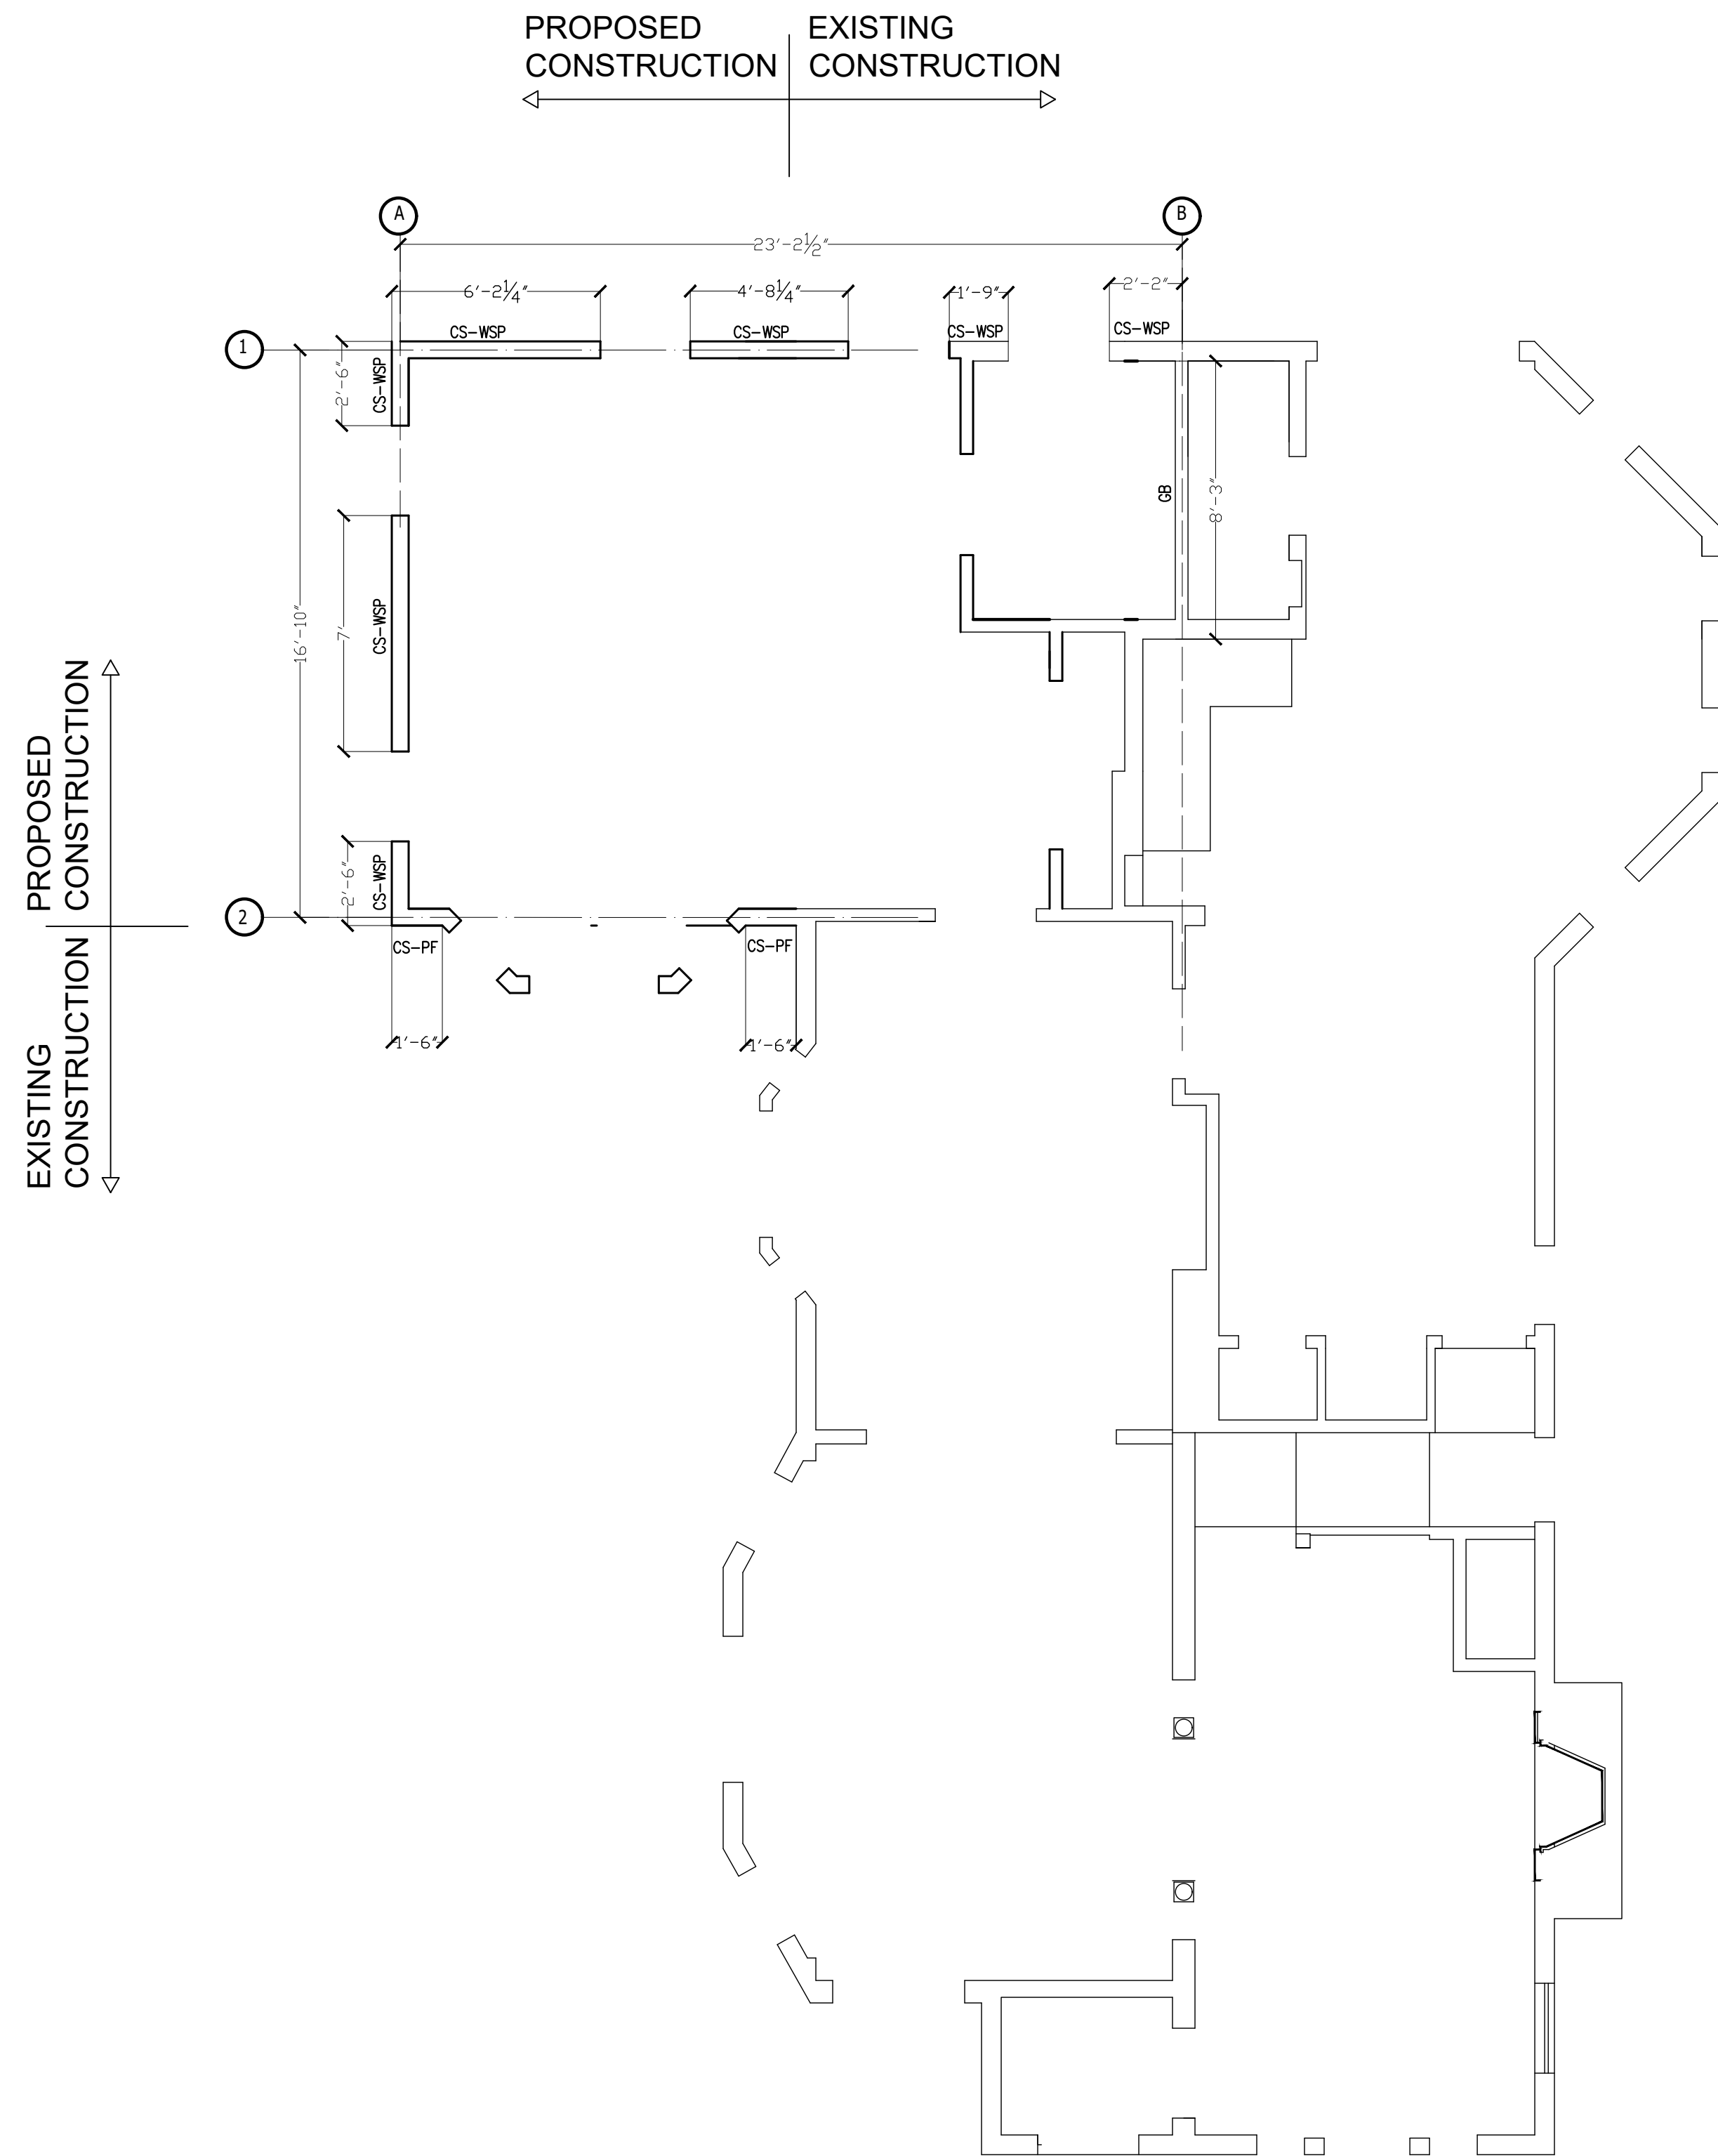 PROPOSED
CONSTRUCTION
EXISTING
CONSTRUCTION
A
B
23'-2½"
6'-2¼"
4'-8¼"
1'-9"
2'-2"
CS-WSP
CS-WSP
CS-WSP
CS-WSP
1
2'-6"
CS-WSP
GB
8'-3"
16'-10"
7'
CS-WSP
PROPOSED
CONSTRUCTION
2'-6"
CS-WSP
2
CS-PF
CS-PF
1'-6"
1'-6"
EXISTING
CONSTRUCTION